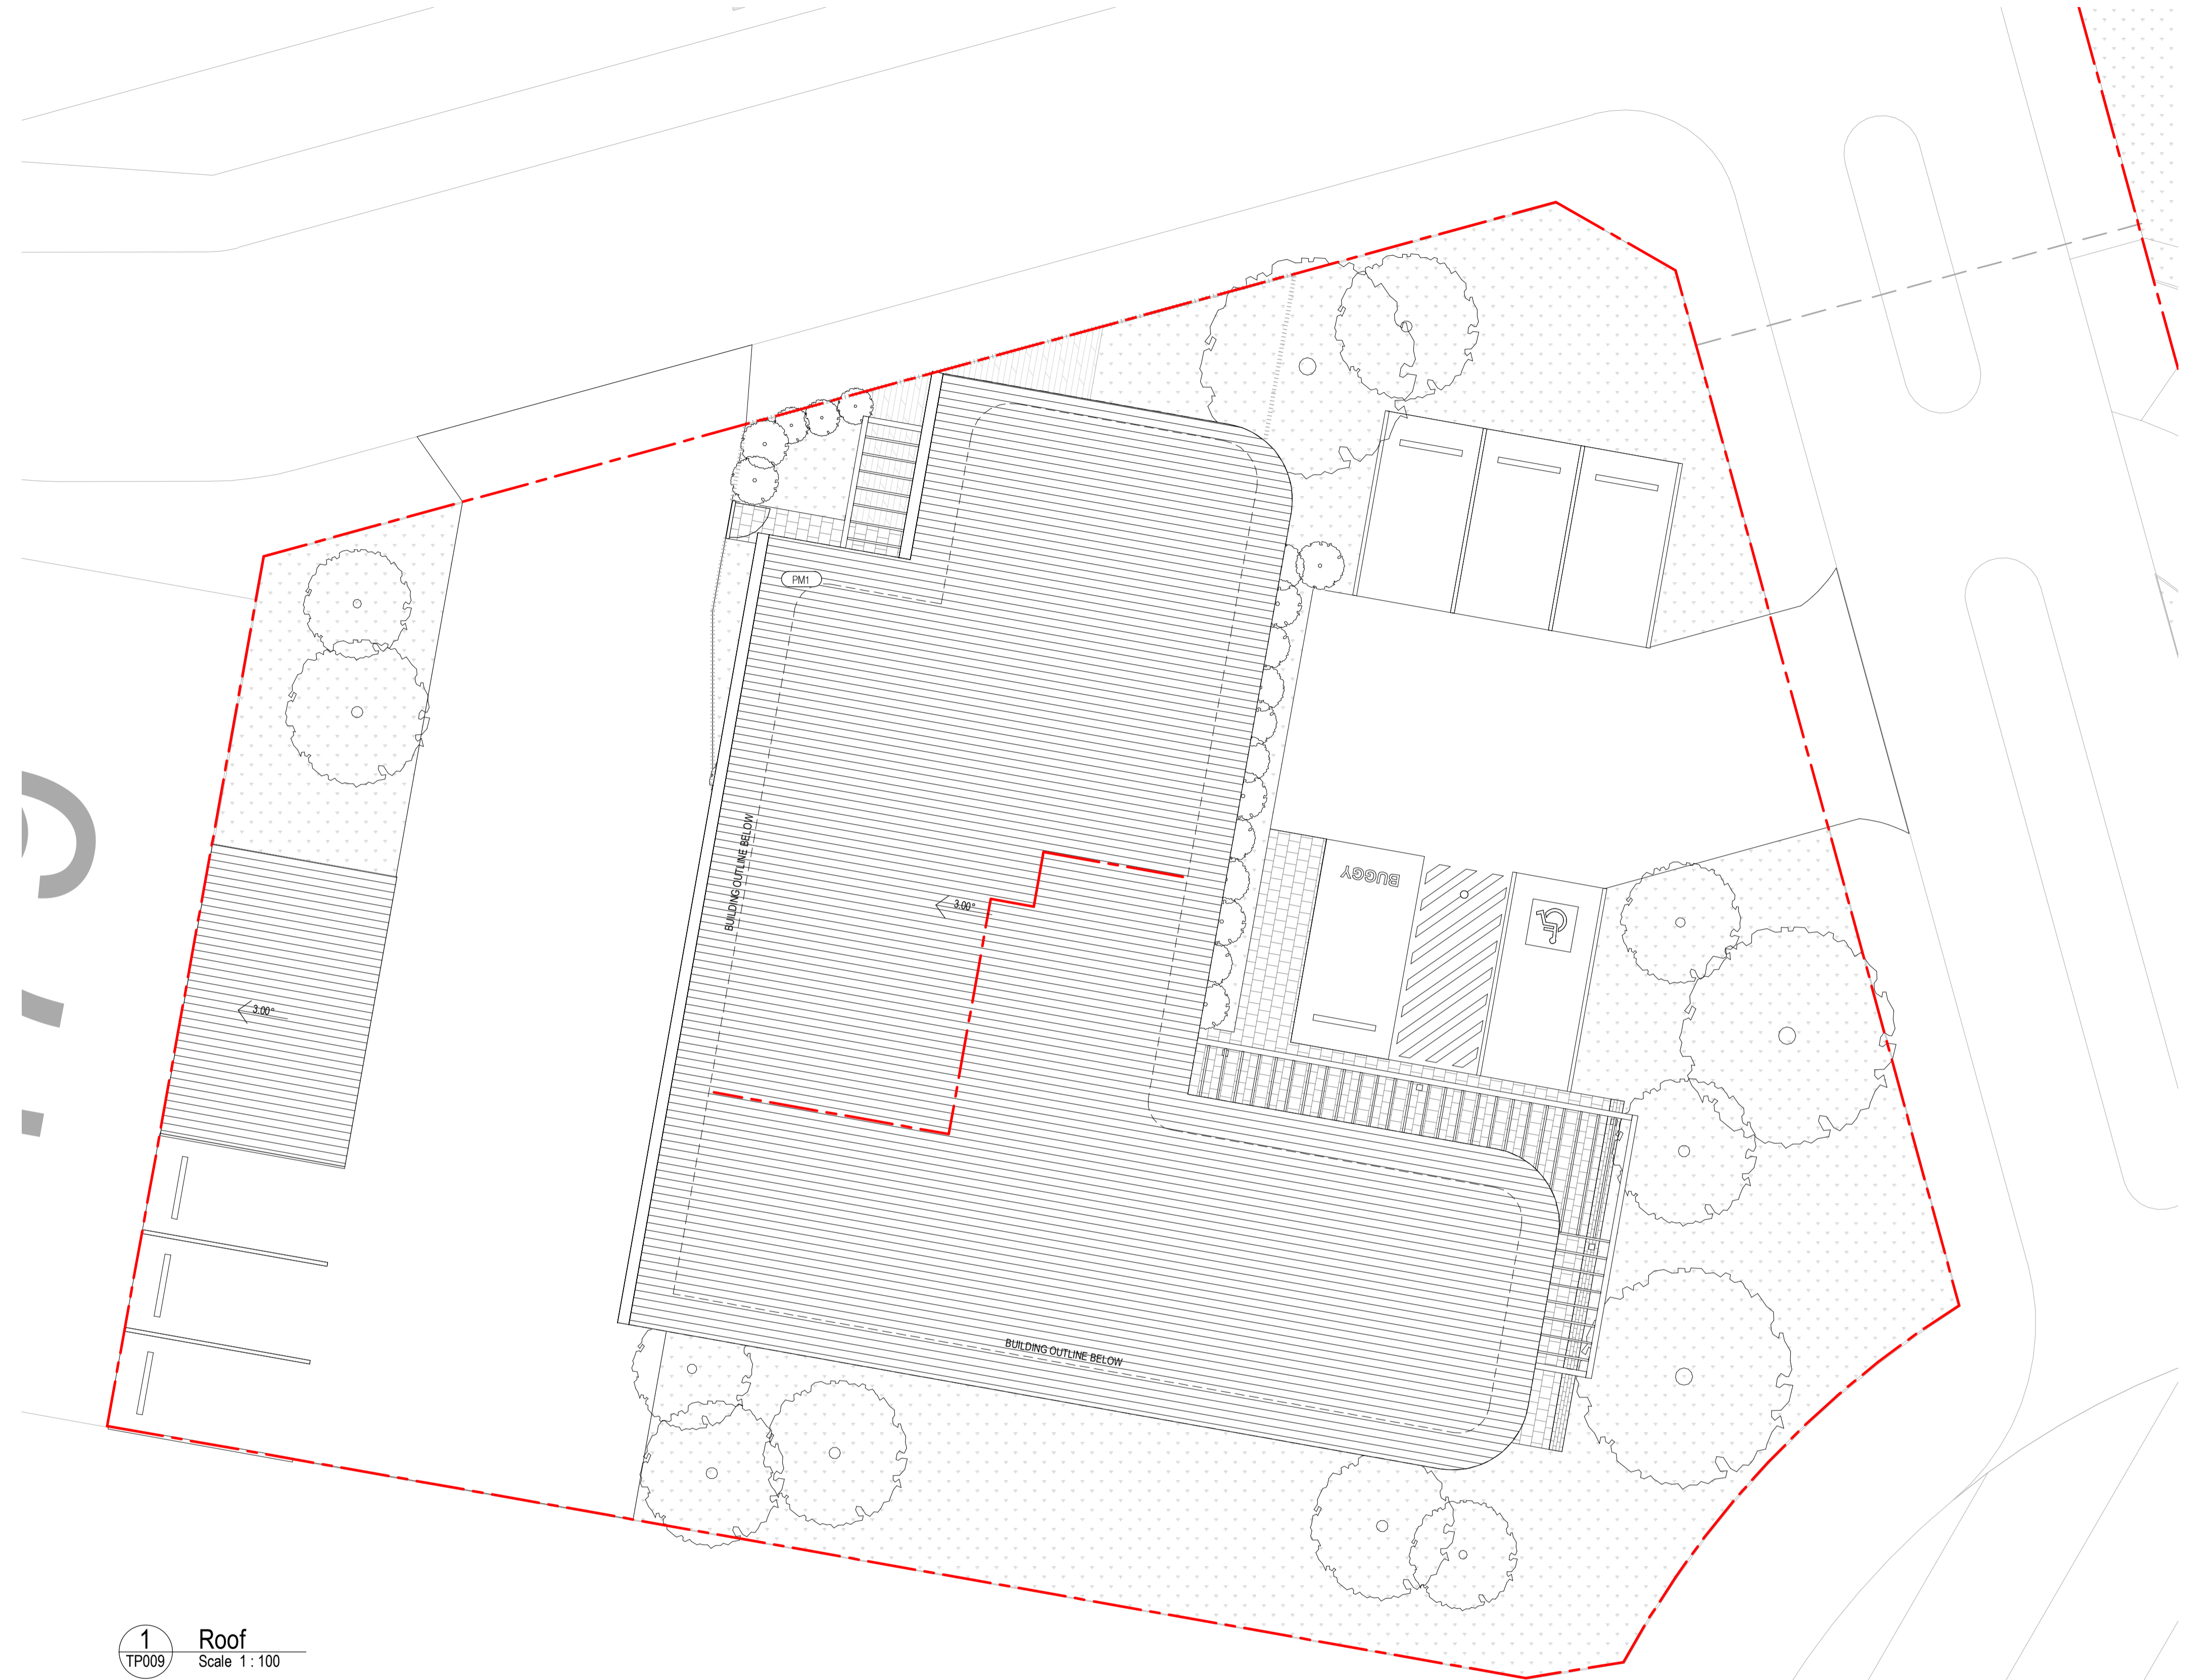 PM1
BUILDING OUTLINE BELOW
3.00°
BUGGY
3.00°
BUILDING OUTLINE BELOW
1
TP009
Roof
Scale 1 : 100